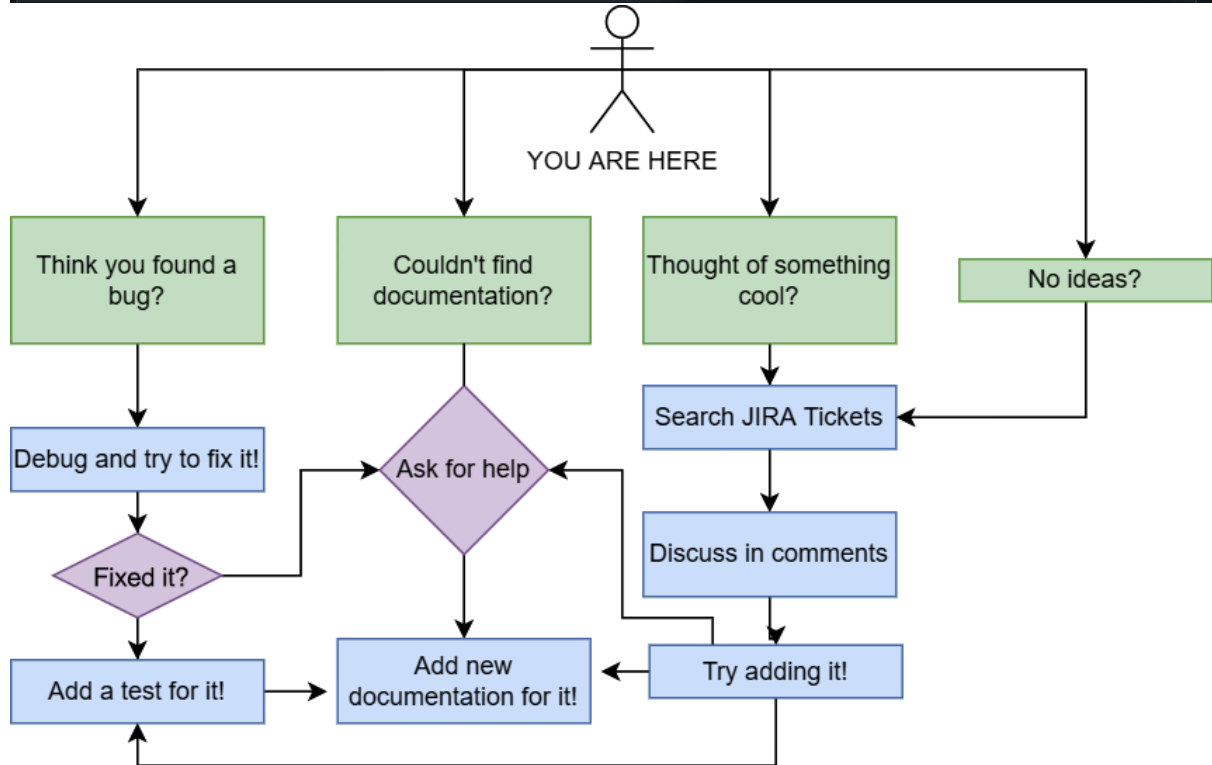 YOU ARE HERE
Think you found a
bug?
Couldn't find
documentation?
Thought of something
cool?
No ideas?
Search JIRA Tickets
Debug and try to fix it!
Ask for help
Discuss in comments
Fixed it?
Add a test for it!
Add new
documentation for it!
Try adding it!